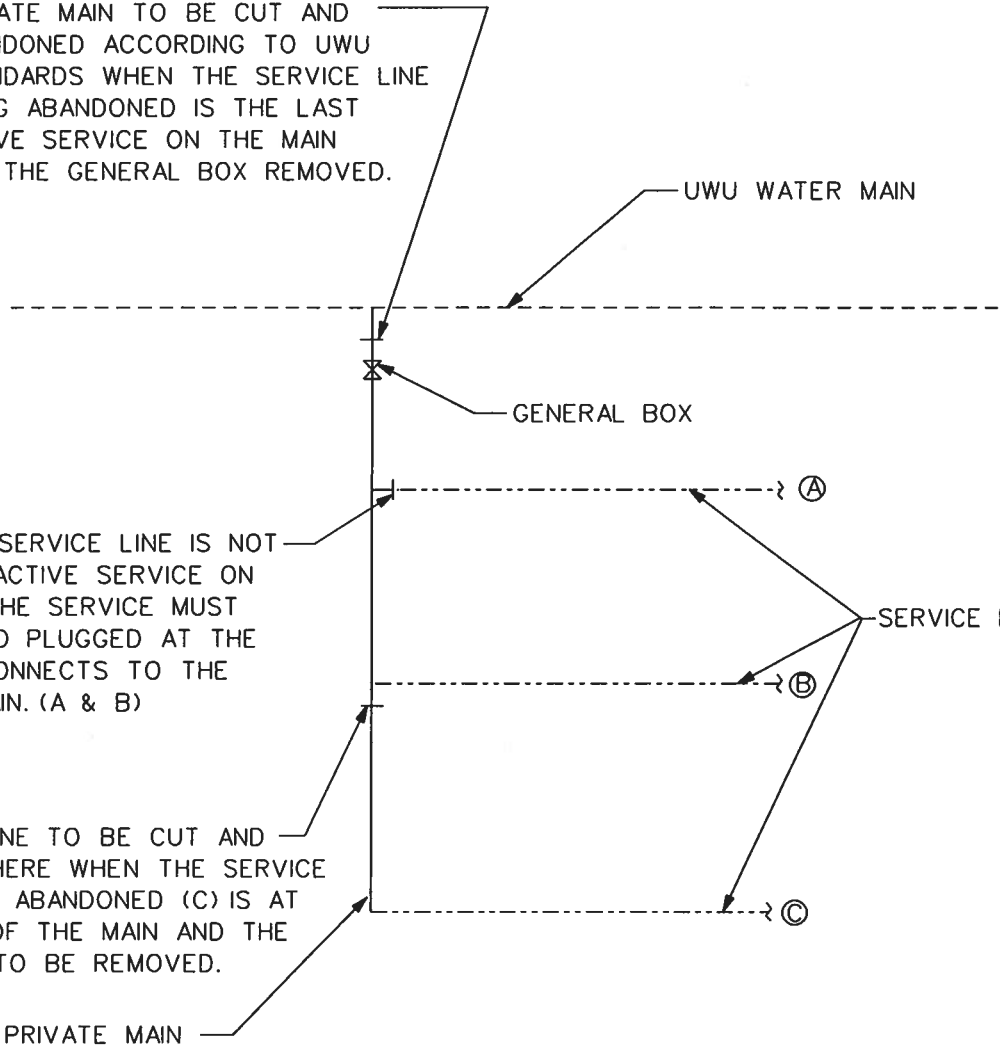 ATE MAIN TO BE CUT AND
NDONED ACCORDING TO UWU
NDARDS WHEN THE SERVICE LINE
G ABANDONED IS THE LAST
VE SERVICE ON THE MAIN
THE GENERAL BOX REMOVED.
UWU WATER MAIN
GENERAL BOX
A
SERVICE LINE IS NOT
ACTIVE SERVICE ON
HE SERVICE MUST
D PLUGGED AT THE
ONNECTS TO THE
IN. (A & B)
SERVICE
B
NE TO BE CUT AND
HERE WHEN THE SERVICE
ABANDONED (C) IS AT
OF THE MAIN AND THE
TO BE REMOVED.
C
PRIVATE MAIN